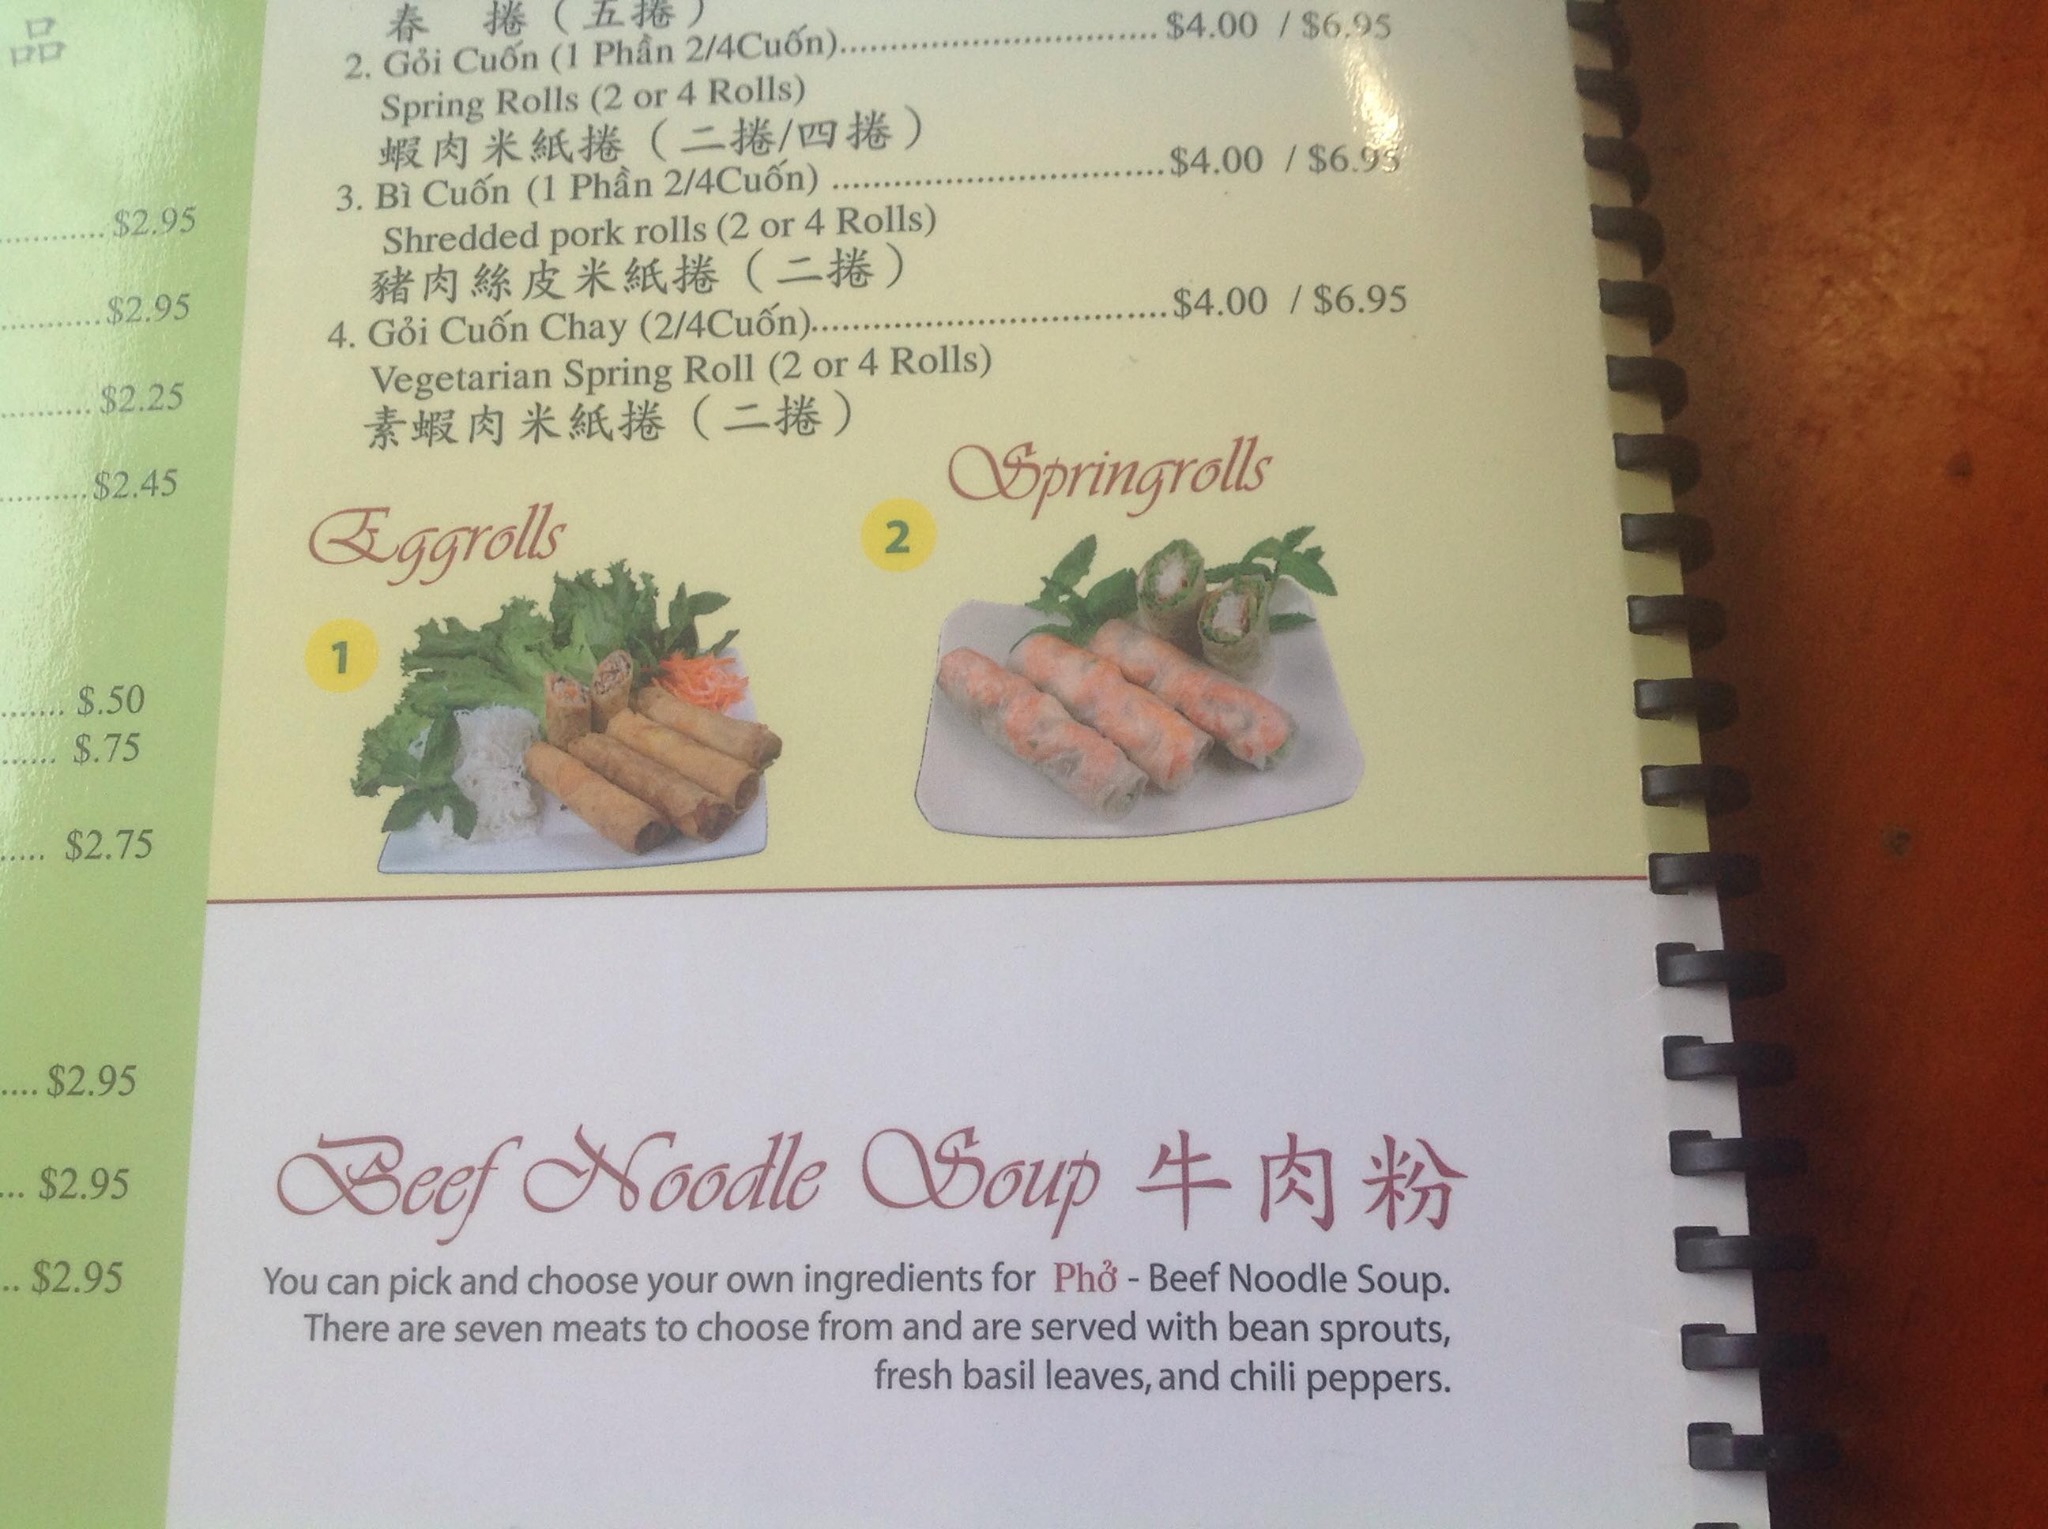 品
$2.95
$2.95
$2.25
$2.45
$.50
$.75
$2.75
$2.95
$2.95
$2.95
春 捲（五捲）
2. Gỏi Cuốn (1 Phần 2/4Cuốn)............................... $4.00 / $6.95
Spring Rolls (2 or 4 Rolls)
蝦肉米紙捲（二捲/四捲）
3. Bì Cuốn (1 Phần 2/4Cuốn) ................................$4.00 / $6.95
Shredded pork rolls (2 or 4 Rolls)
豬肉絲皮米紙捲（二捲）
4. Gỏi Cuốn Chay (2/4Cuốn)..................................$4.00 / $6.95
Vegetarian Spring Roll (2 or 4 Rolls)
素蝦肉米紙捲（二捲）
Eggrolls
1
Springrolls
2
Beef Noodle Soup 牛肉粉
You can pick and choose your own ingredients for Phở - Beef Noodle Soup.
There are seven meats to choose from and are served with bean sprouts,
fresh basil leaves, and chili peppers.